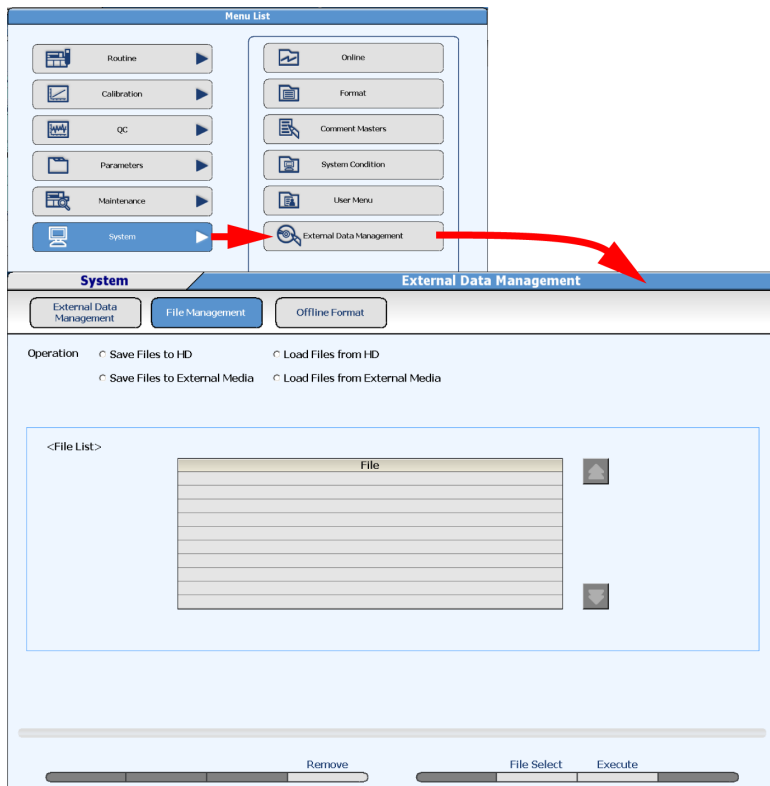 Menu List
Routine
Online
Calibration
Format
QC
Comment Masters
Parameters
System Condition
Maintenance
User Menu
System
External Data Management
System
External Data Management
External Data
Management
File Management
Offline Format
Operation
Save Files to HD
Load Files from HD
Save Files to External Media
Load Files from External Media
<File List>
File
Remove
File Select
Execute